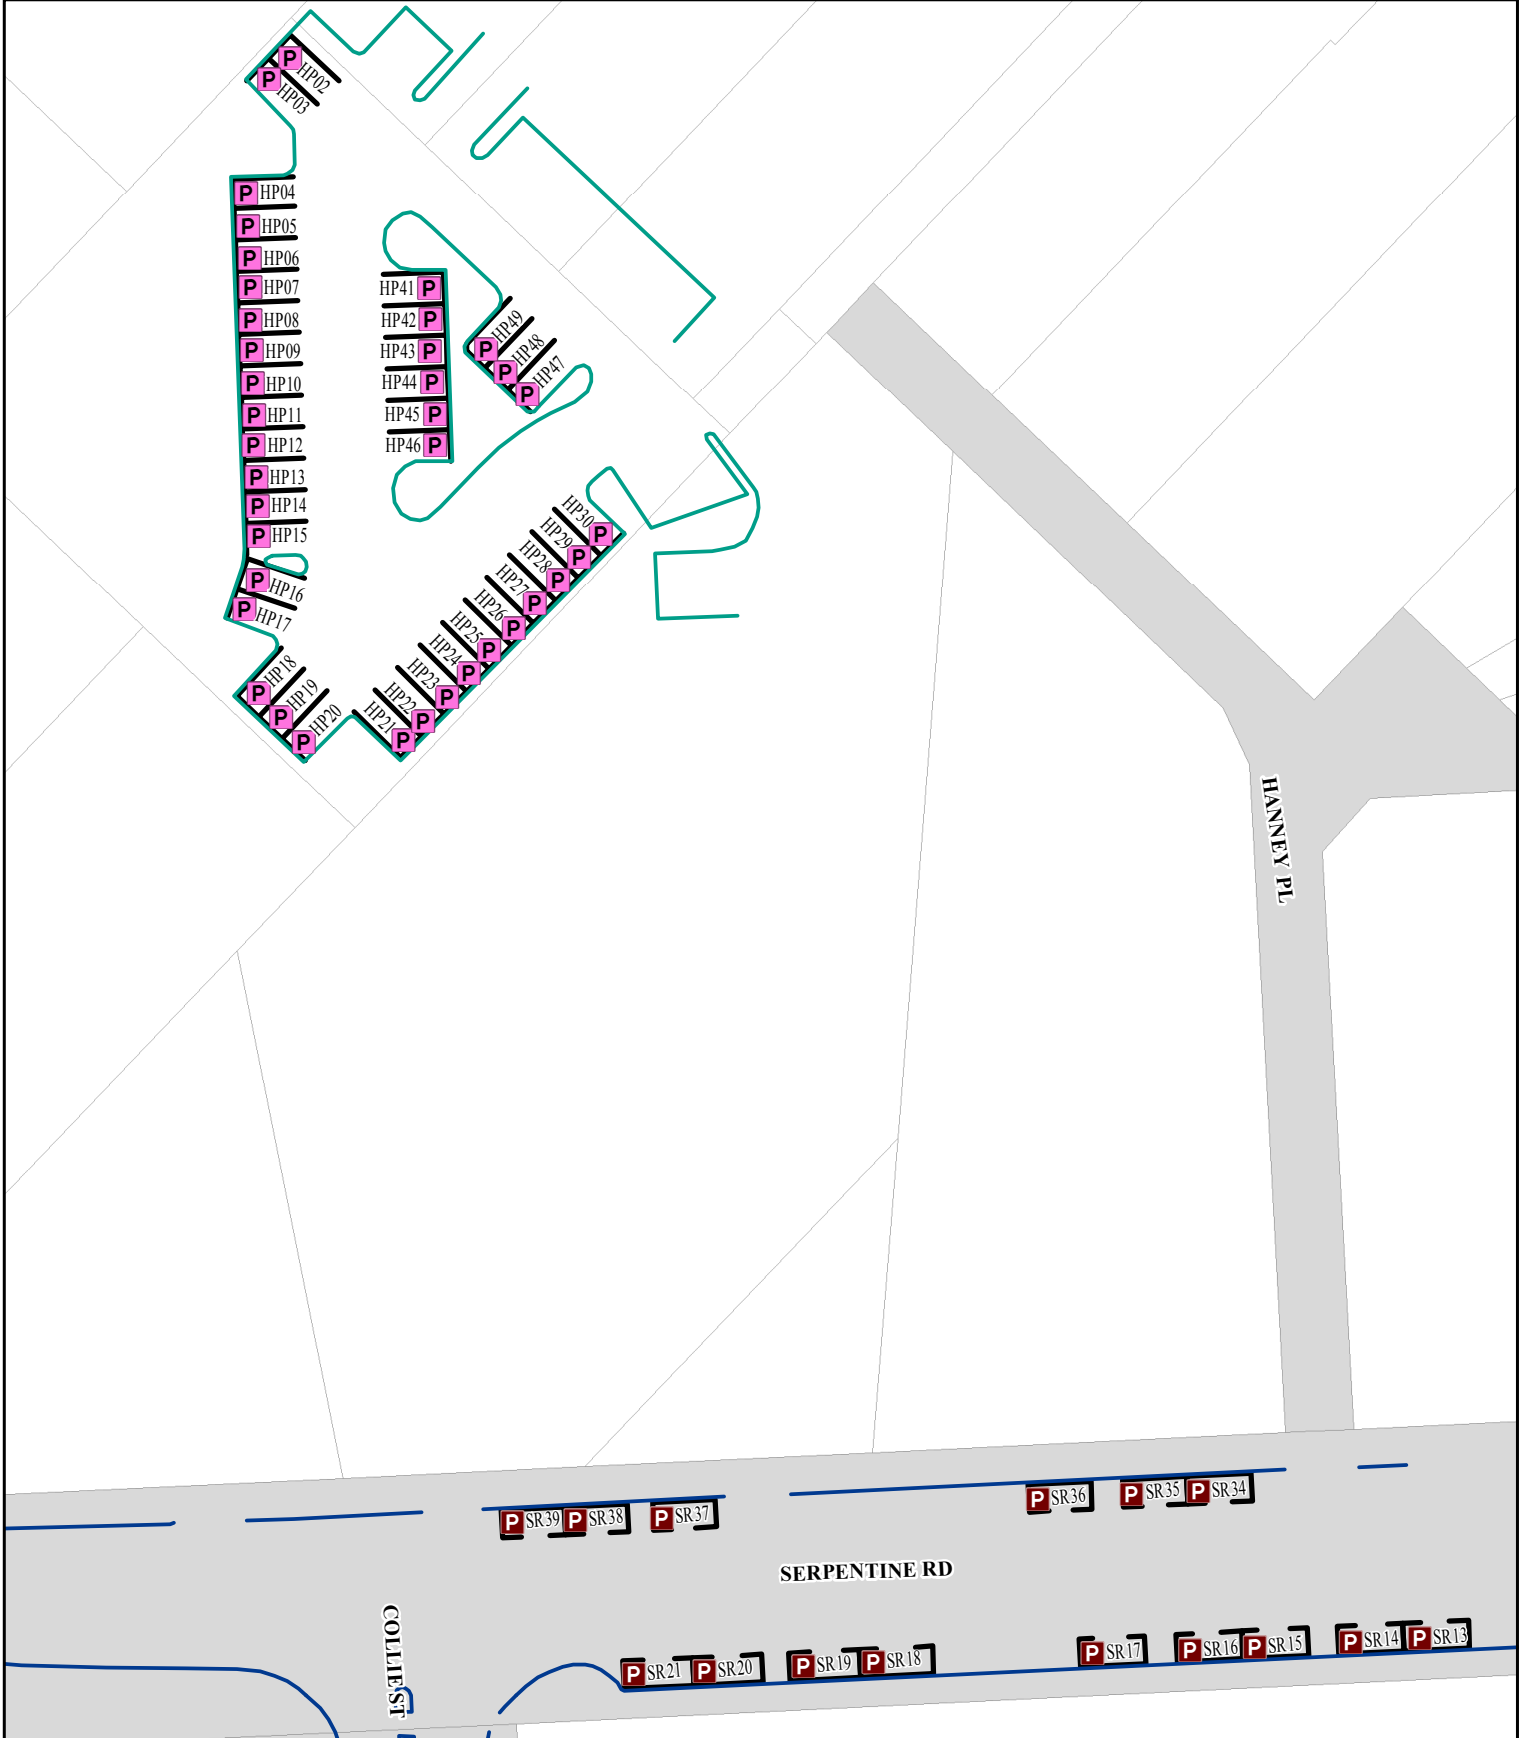 P HP02
P HP03
P HP04
P HP05
P HP06
P HP07
P HP08
P HP09
P HP10
P HP11
P HP12
P HP13
P HP14
P HP15
P HP16
P HP17
P HP18
P HP19
P HP20
HP41 P
HP42 P
HP43 P
HP44 P
HP45 P
HP46 P
P HP49
P HP48
P HP47
HP30 P
HP29 P
HP28 P
HP27 P
HP26 P
HP25 P
HP24 P
HP23 P
HP22 P
HP21 P
HANNEY PL
P SR39
P SR38
P SR37
P SR36
P SR35
P SR34
SERPENTINE RD
COLLIE ST
P SR21
P SR20
P SR19
P SR18
P SR17
P SR16
P SR15
P SR14
P SR13